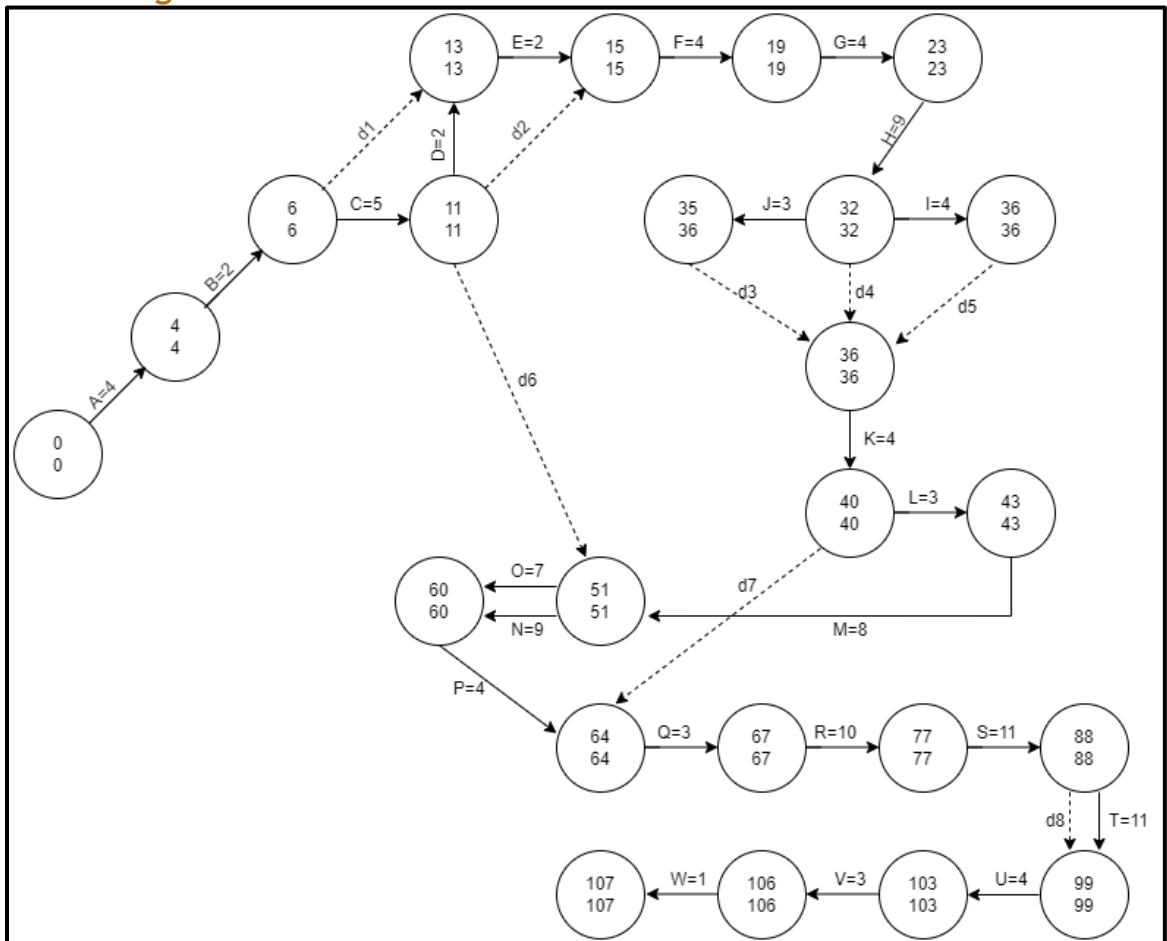 13
13
E=2
15
15
F=4
19
19
G=4
23
23
d1
D=2
d2
H=9
6
6
C=5
11
11
35
36
J=3
32
32
I=4
36
36
B=2
d3
d4
d5
4
4
36
36
A=4
d6
0
0
K=4
40
40
L=3
43
43
60
60
O=7
N=9
51
51
d7
M=8
P=4
64
64
Q=3
67
67
R=10
77
77
S=11
88
88
d8
T=11
107
107
W=1
106
106
V=3
103
103
U=4
99
99